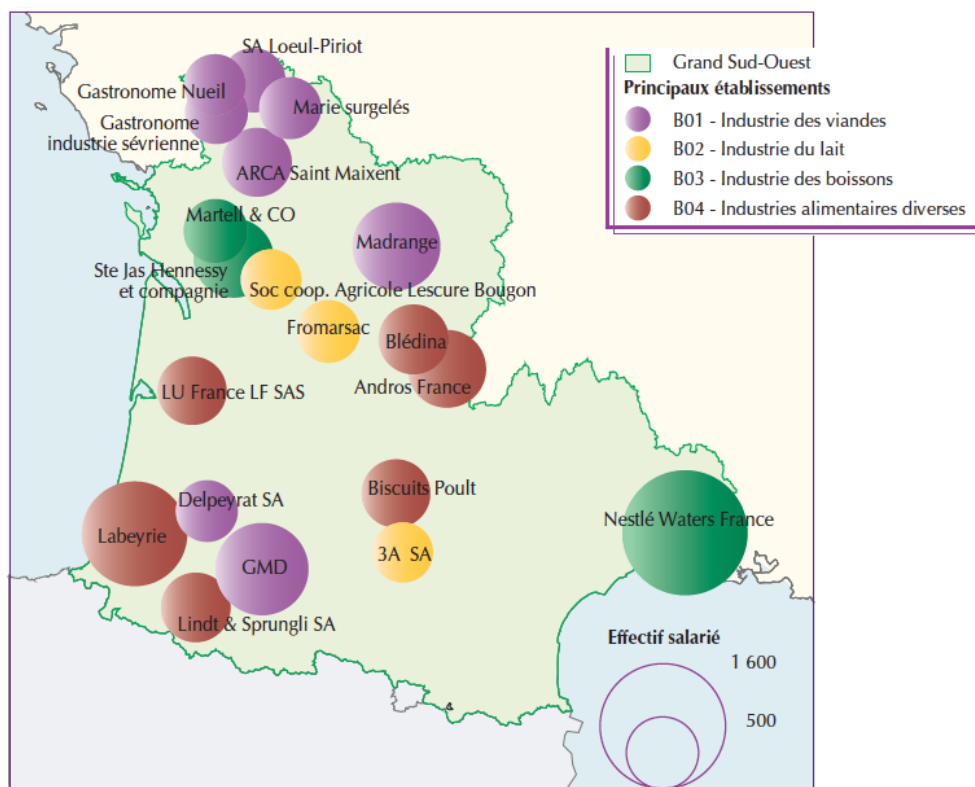 SA Loeul-Piriot
Gastronome Nueil
Marie surgelés
Gastronome
industrie sévrienne
ARCA Saint Maixent
Martell & CO
Madrange
Ste Jas Hennessy
et compagnie
Soc coop. Agricole Lescure Bougon
Fromarsac
Blédina
Andros France
LU France LF SAS
Biscuits Poult
Delpeyrat SA
Nestlé Waters France
Labeyrie
3A SA
GMD
Lindt & Sprungli SA
Grand Sud-Ouest
Principaux établissements
B01 - Industrie des viandes
B02 - Industrie du lait
B03 - Industrie des boissons
B04 - Industries alimentaires diverses
Effectif salarié
1 600
500